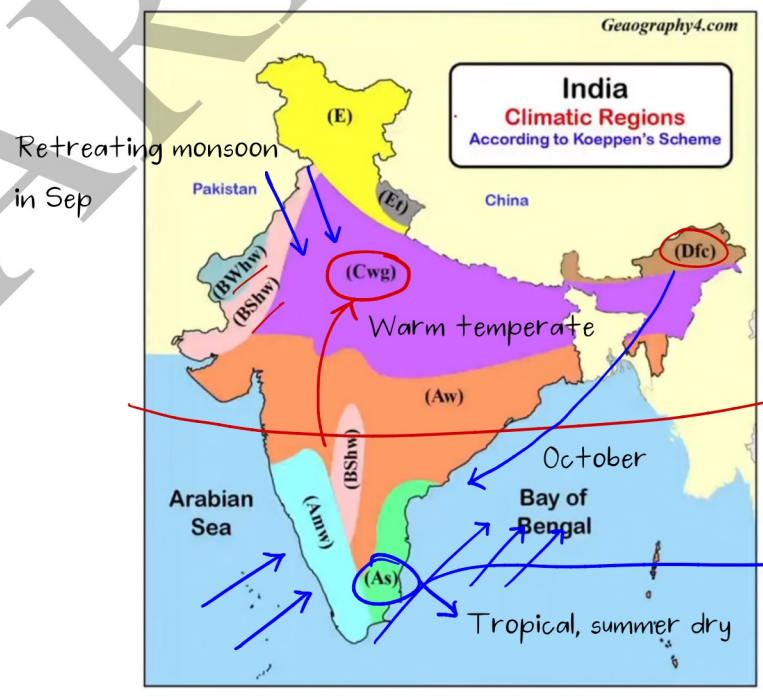 Geaography4.com
India
Climatic Regions
According to Koeppen's Scheme
(E)
Retreating monsoon
in Sep
Pakistan
(Et)
China
(Dfc)
(BWhw)
(BShw)
(Cwg)
Warm temperate
(Aw)
(BShw)
October
Arabian
Sea
(Amw)
Bay of
Bengal
(As)
Tropical, summer dry